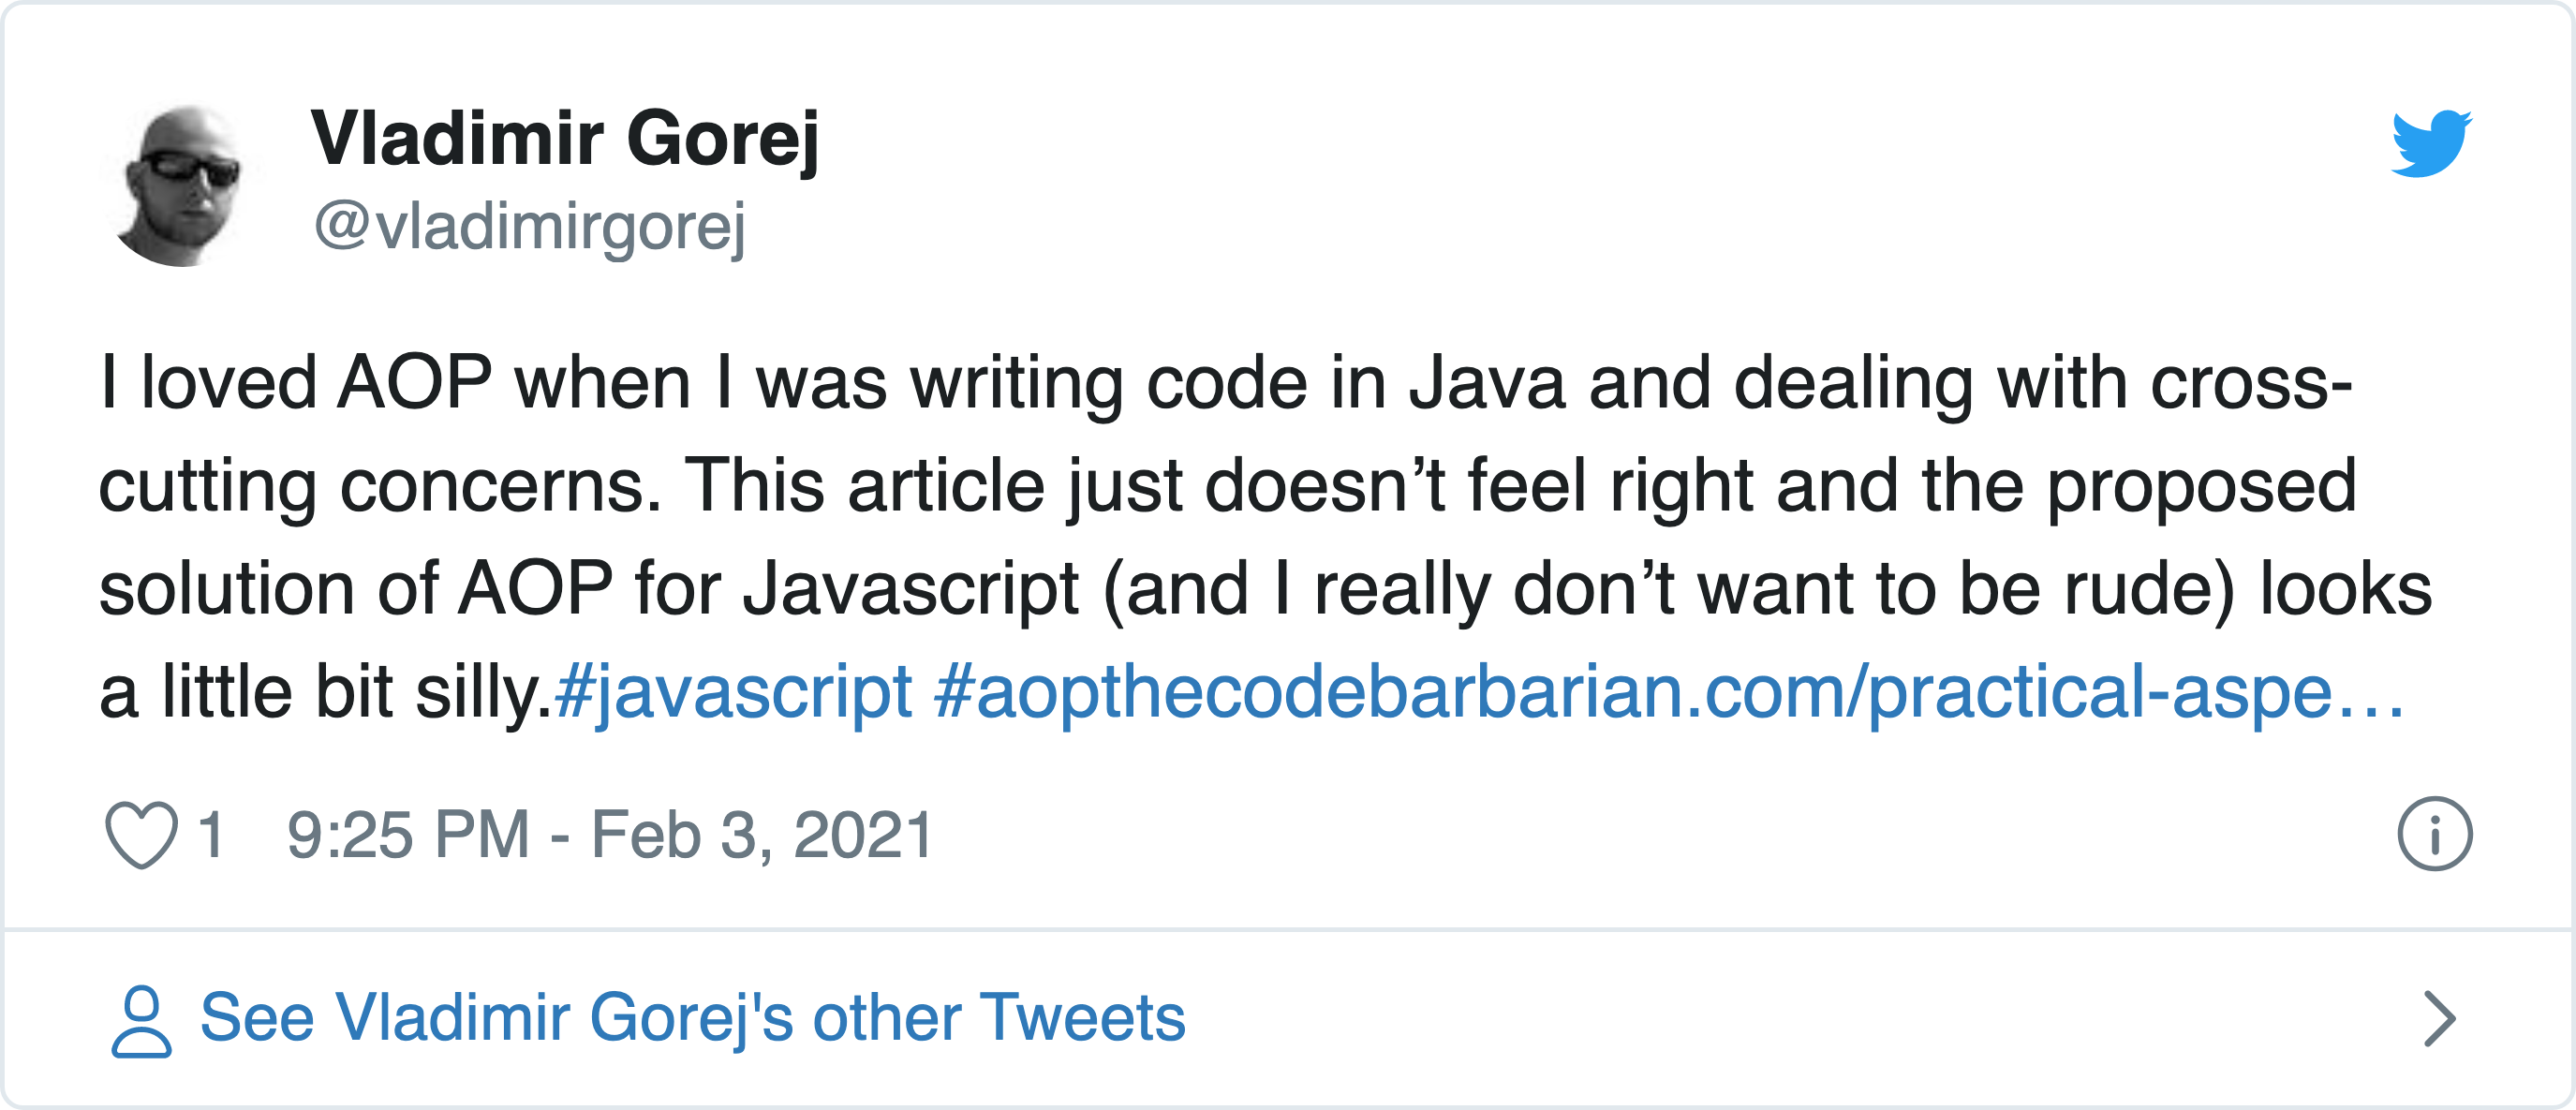 Vladimir Gorej
@vladimirgorej
I loved AOP when I was writing code in Java and dealing with cross-
cutting concerns. This article just doesn’t feel right and the proposed
solution of AOP for Javascript (and I really don’t want to be rude) looks
a little bit silly.#javascript #aopthecodebarbarian.com/practical-aspe…
1 9:25 PM - Feb 3, 2021
See Vladimir Gorej's other Tweets